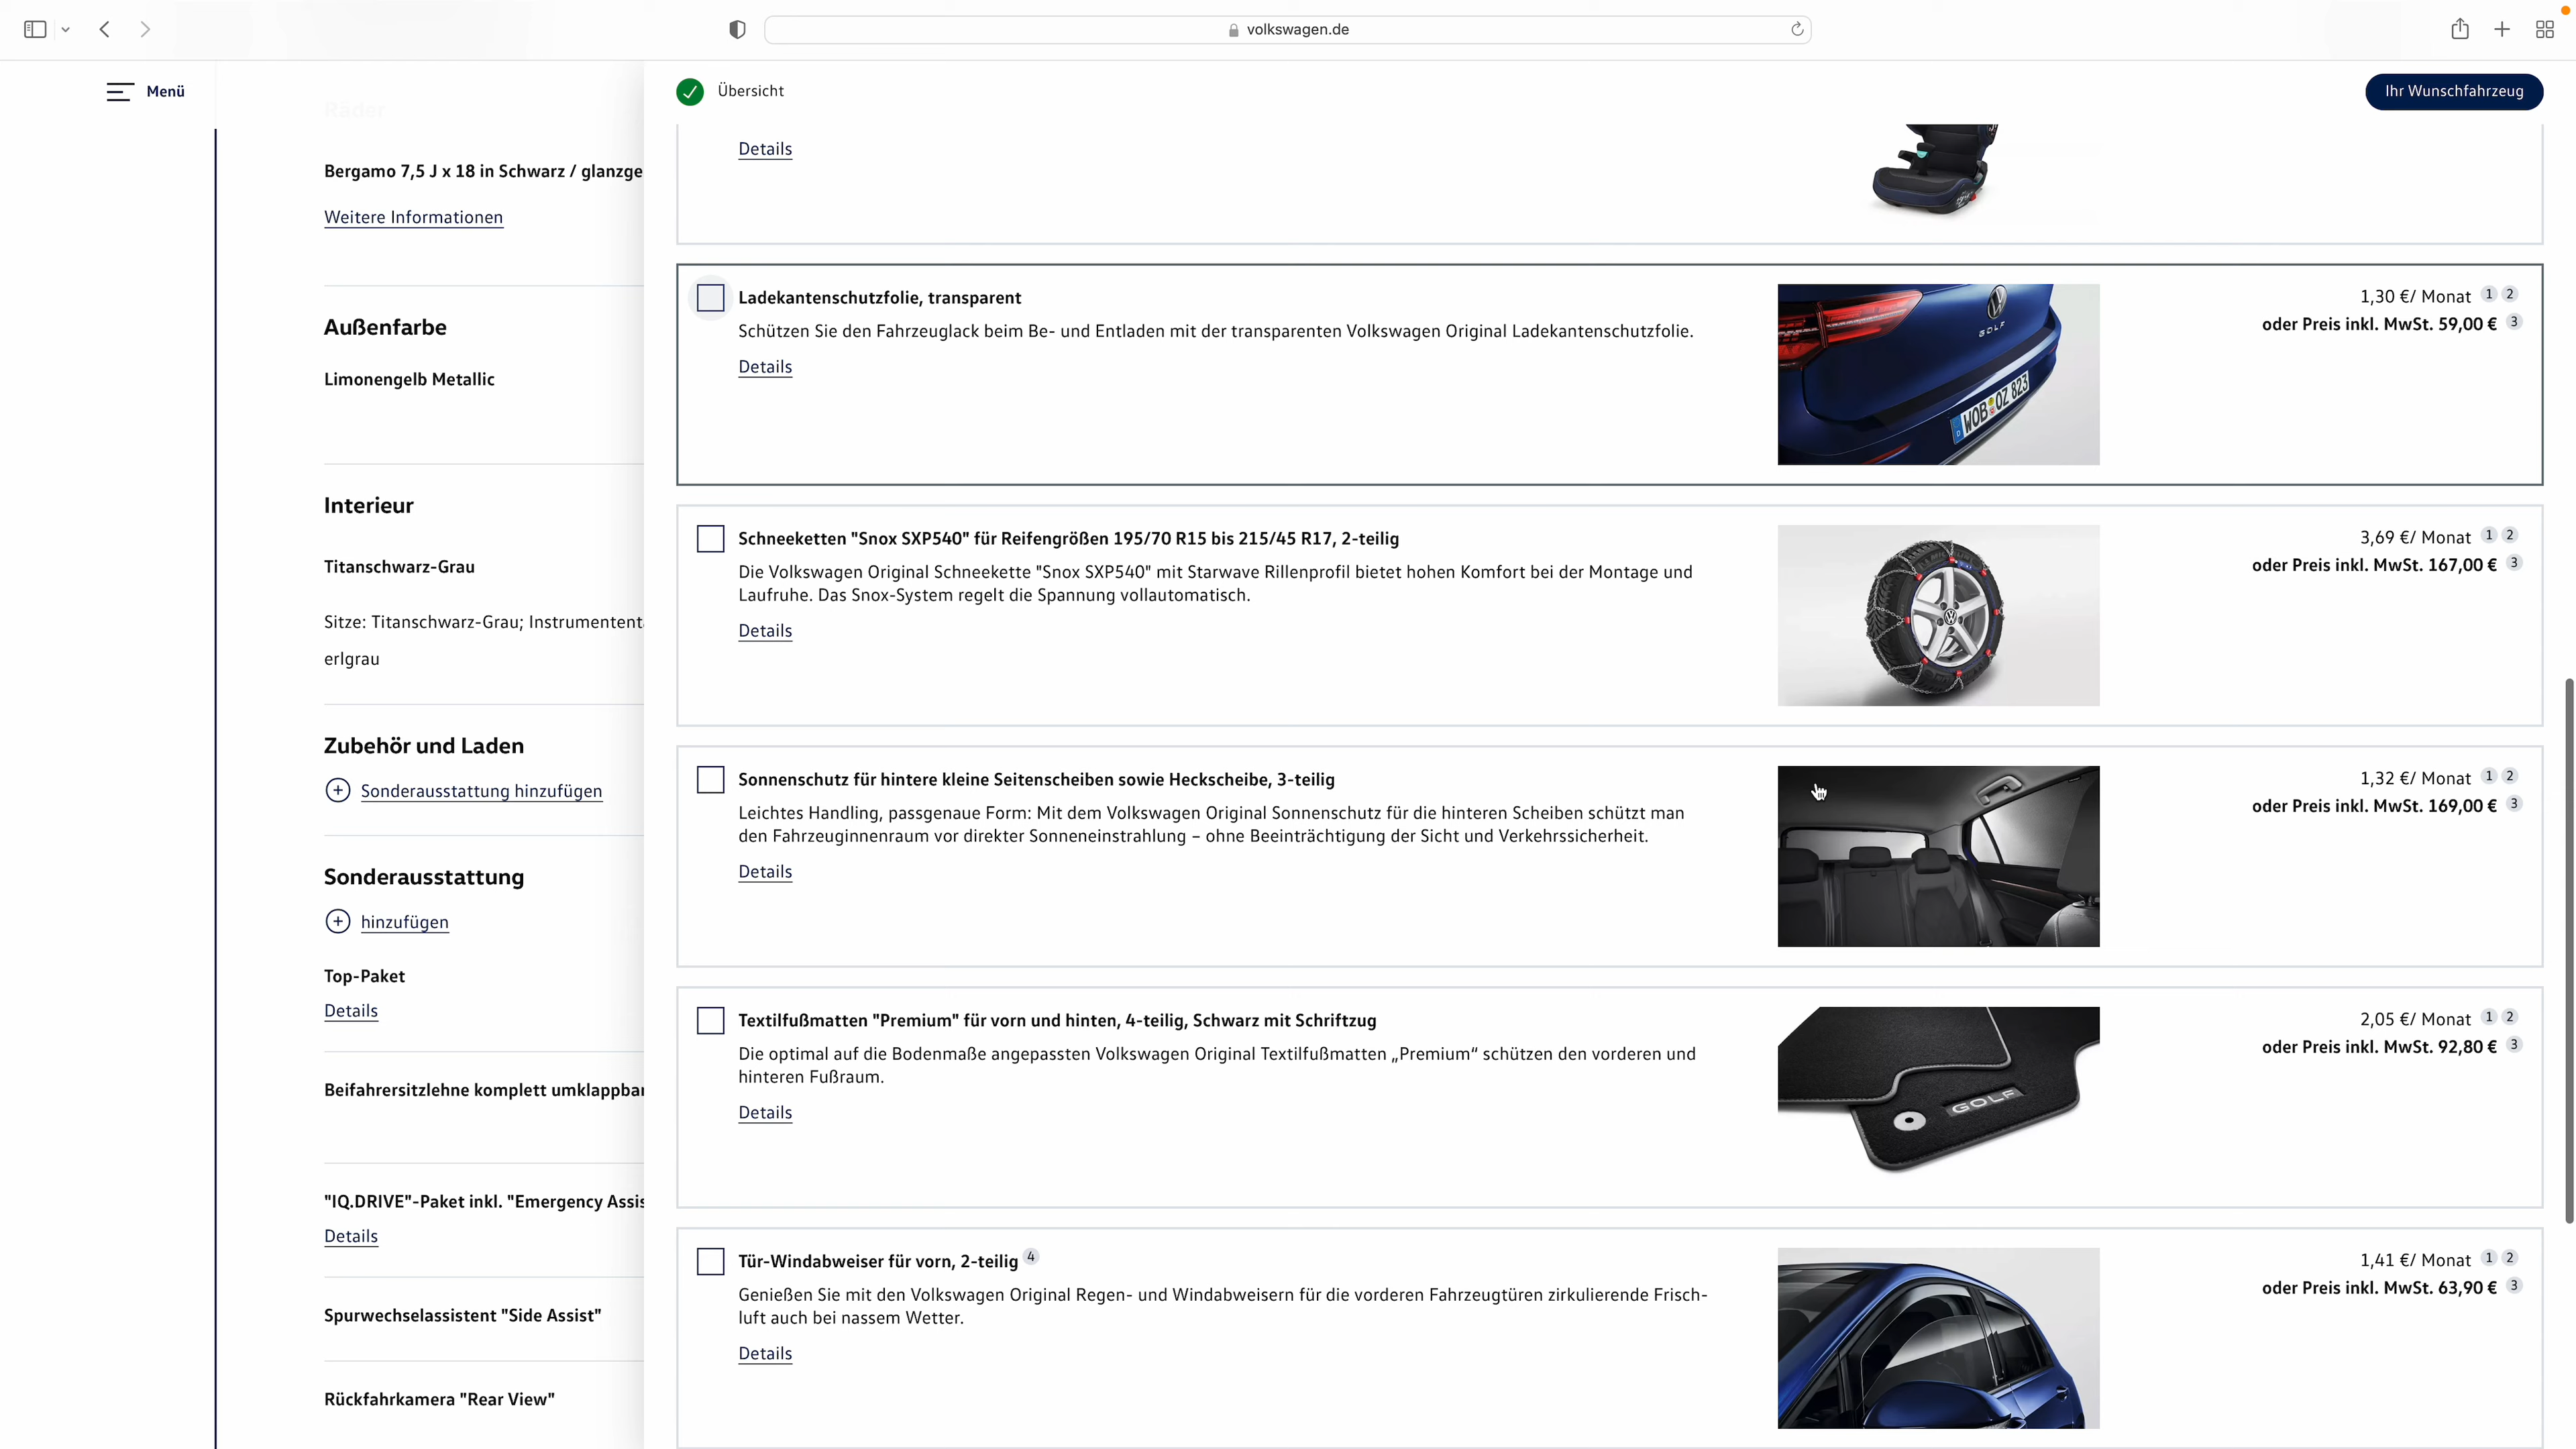 volkswagen.de
Menü
Übersicht
Ihr Wunschfahrzeug
Räder
Bergamo 7,5 J x 18 in Schwarz / glanzge
Weitere Informationen
Außenfarbe
Limonengelb Metallic
Interieur
Titanschwarz-Grau
Sitze: Titanschwarz-Grau; Instrumententa
erlgrau
Zubehör und Laden
Sonderausstattung hinzufügen
Sonderausstattung
hinzufügen
Top-Paket
Details
Beifahrersitzlehne komplett umklappbar
"IQ.DRIVE"-Paket inkl. "Emergency Assis
Details
Spurwechselassistent "Side Assist"
Rückfahrkamera "Rear View"
Details
Ladekantenschutzfolie, transparent
Schützen Sie den Fahrzeuglack beim Be- und Entladen mit der transparenten Volkswagen Original Ladekantenschutzfolie.
Details
GOLF
WOB OZ 823
1,30 €/ Monat 1 2
oder Preis inkl. MwSt. 59,00 € 3
Schneeketten "Snox SXP540" für Reifengrößen 195/70 R15 bis 215/45 R17, 2-teilig
Die Volkswagen Original Schneekette "Snox SXP540" mit Starwave Rillenprofil bietet hohen Komfort bei der Montage und
Laufruhe. Das Snox-System regelt die Spannung vollautomatisch.
Details
3,69 €/ Monat 1 2
oder Preis inkl. MwSt. 167,00 € 3
Sonnenschutz für hintere kleine Seitenscheiben sowie Heckscheibe, 3-teilig
Leichtes Handling, passgenaue Form: Mit dem Volkswagen Original Sonnenschutz für die hinteren Scheiben schützt man
den Fahrzeuginnenraum vor direkter Sonneneinstrahlung – ohne Beeinträchtigung der Sicht und Verkehrssicherheit.
Details
1,32 €/ Monat 1 2
oder Preis inkl. MwSt. 169,00 € 3
Textilfußmatten "Premium" für vorn und hinten, 4-teilig, Schwarz mit Schriftzug
Die optimal auf die Bodenmaße angepassten Volkswagen Original Textilfußmatten „Premium“ schützen den vorderen und
hinteren Fußraum.
Details
GOLF
2,05 €/ Monat 1 2
oder Preis inkl. MwSt. 92,80 € 3
Tür-Windabweiser für vorn, 2-teilig 4
Genießen Sie mit den Volkswagen Original Regen- und Windabweisern für die vorderen Fahrzeugtüren zirkulierende Frisch-
luft auch bei nassem Wetter.
Details
1,41 €/ Monat 1 2
oder Preis inkl. MwSt. 63,90 € 3